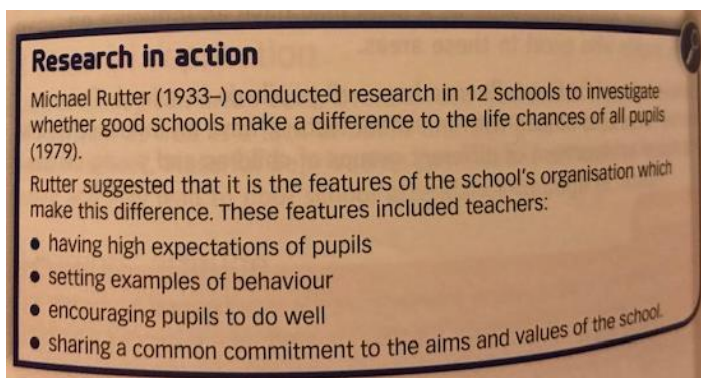 Research in action
Michael Rutter (1933–) conducted research in 12 schools to investigate
whether good schools make a difference to the life chances of all pupils
(1979).
Rutter suggested that it is the features of the school's organisation which
make this difference. These features included teachers:
• having high expectations of pupils
• setting examples of behaviour
• encouraging pupils to do well
• sharing a common commitment to the aims and values of the school.